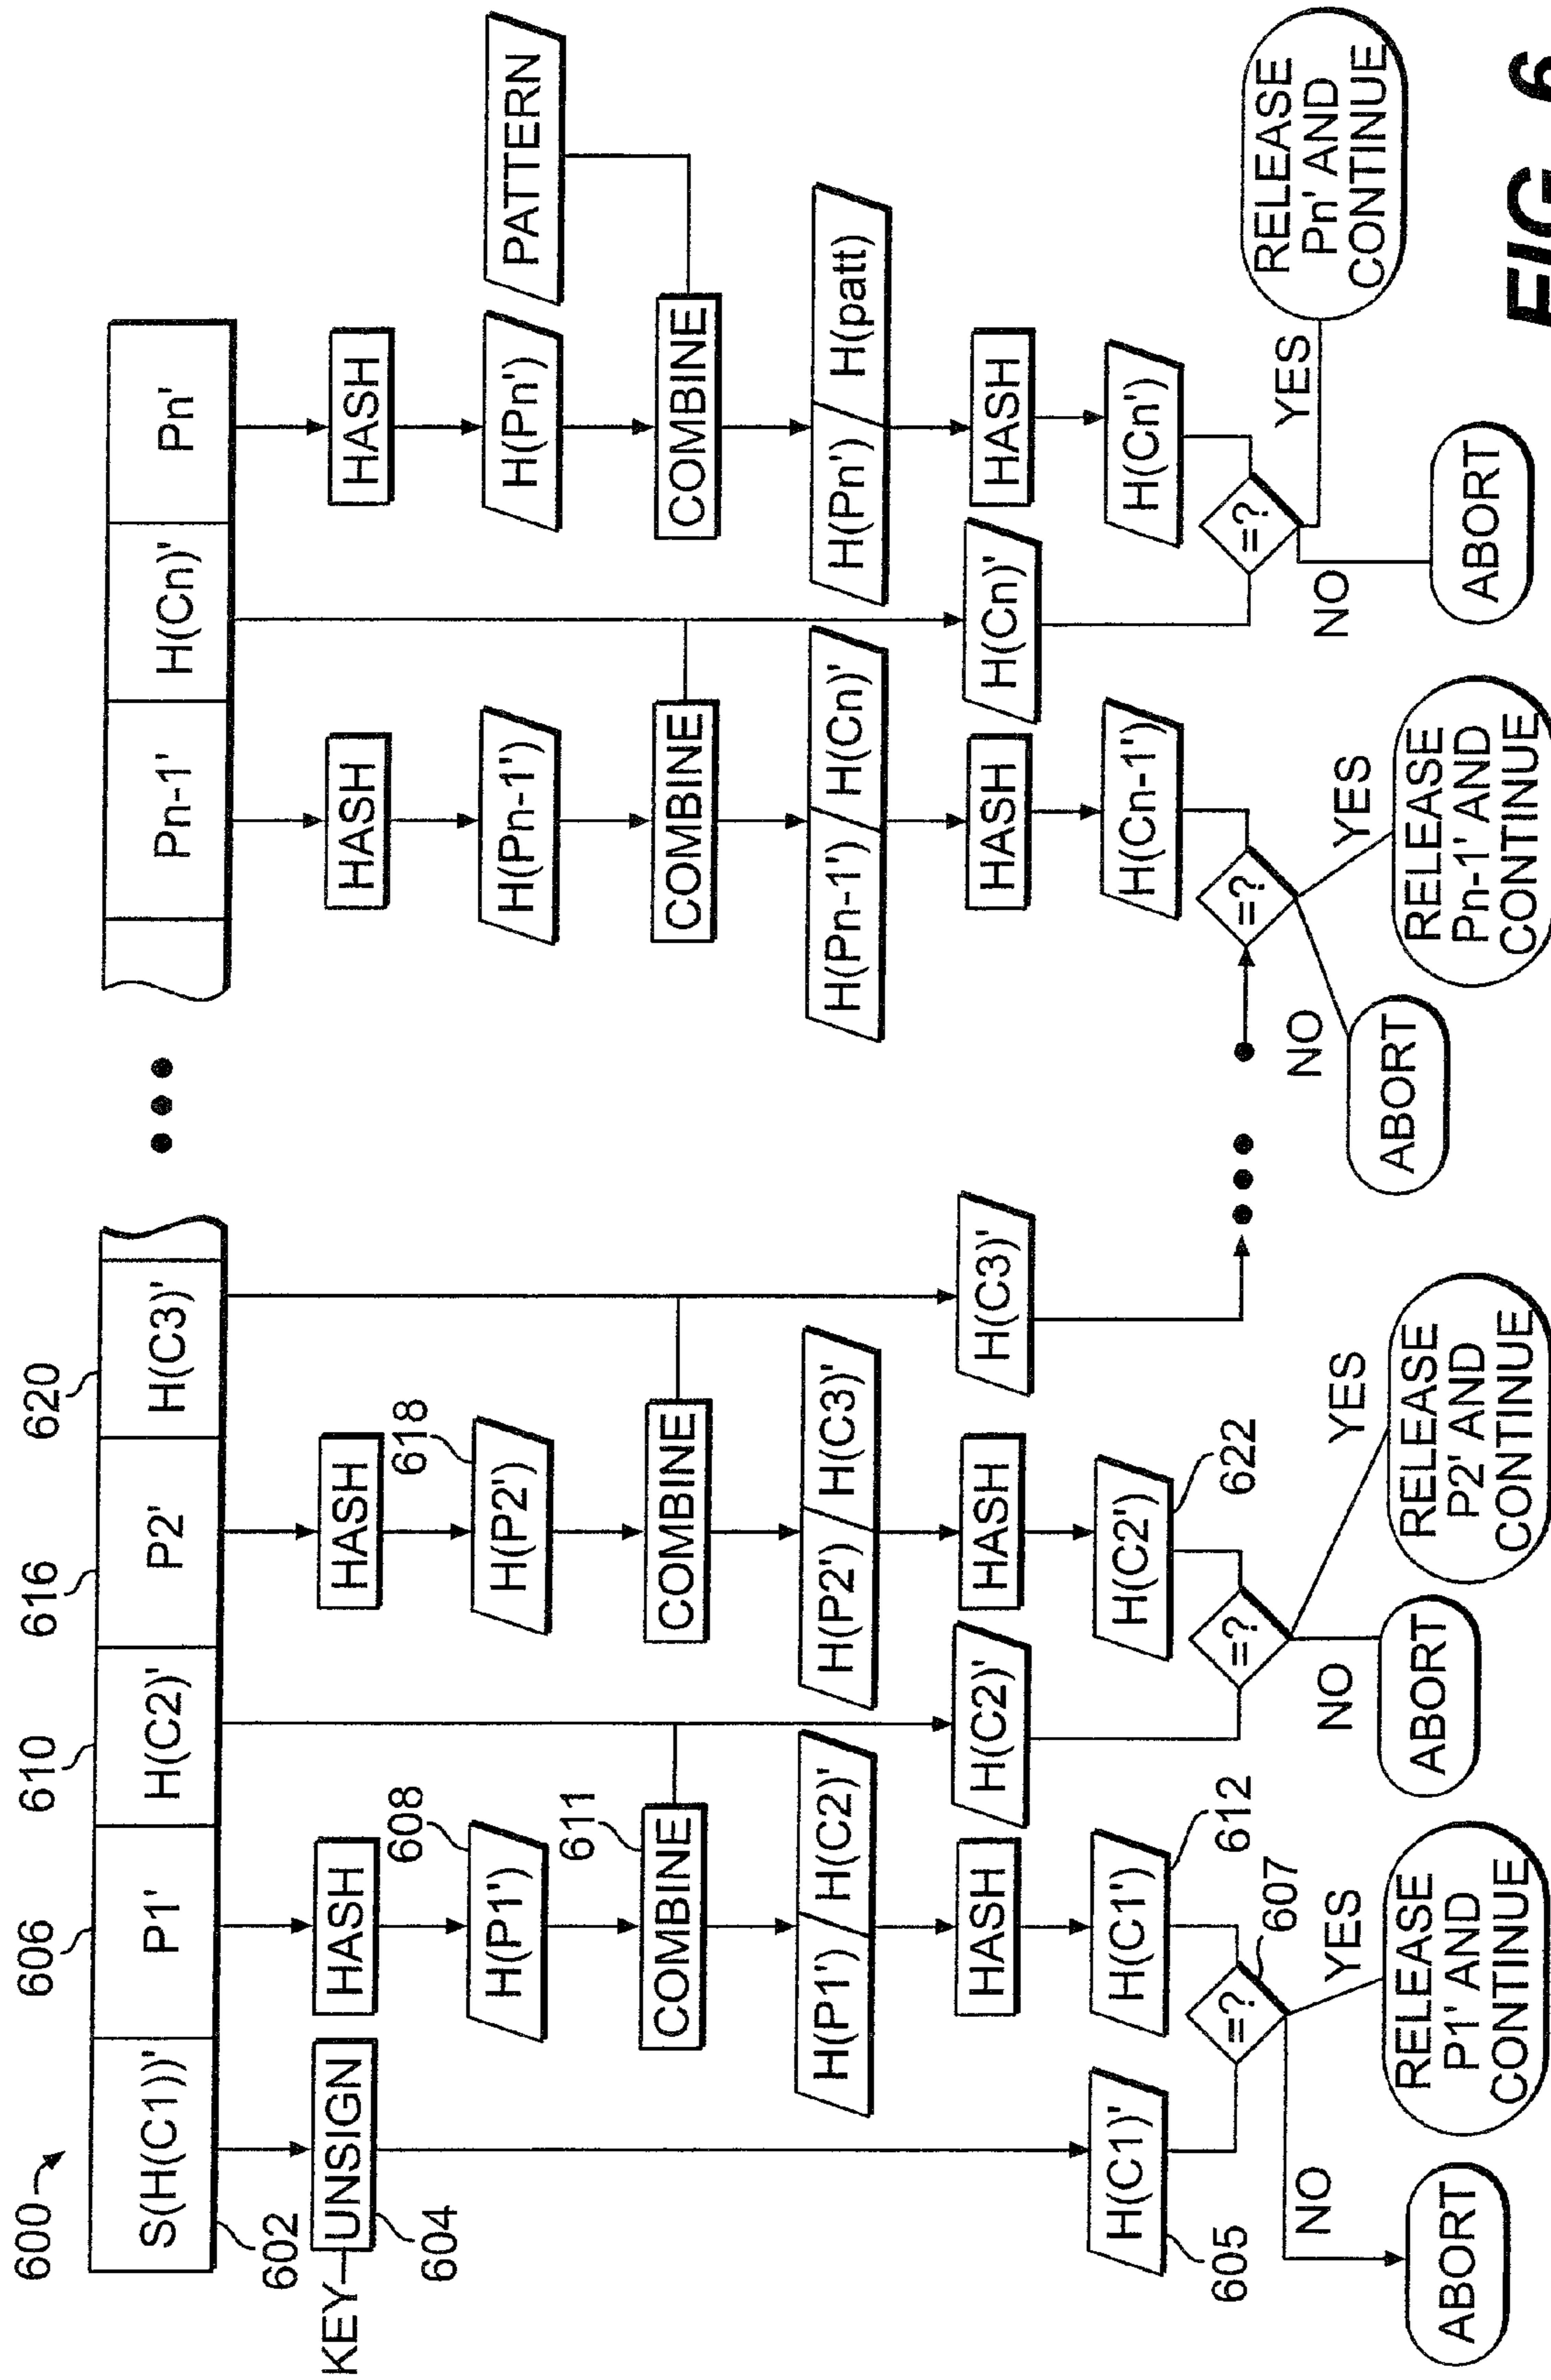 600
606
610
616
620
S(H(C1))'
P1'
H(C2)'
P2'
H(C3)'
Pn-1'
H(Cn)'
Pn'
602
KEY
UNSIGN
604
HASH
HASH
HASH
HASH
608
618
H(P1')
H(P2')
H(Pn-1')
H(Pn')
PATTERN
611
COMBINE
COMBINE
COMBINE
COMBINE
H(P1') H(C2)'
H(P2') H(C3)'
H(Pn-1') H(Cn)'
H(Pn') H(patt)
HASH
H(C2)'
HASH
H(C3)'
HASH
H(Cn)'
HASH
H(C1)'
605
H(C1')
612
H(C2')
622
H(Cn-1')
H(Cn')
=?
607
=?
=?
=?
NO
YES
NO
YES
NO
YES
NO
YES
ABORT
RELEASE
P1' AND
CONTINUE
ABORT
RELEASE
P2' AND
CONTINUE
ABORT
RELEASE
Pn-1' AND
CONTINUE
ABORT
RELEASE
Pn' AND
CONTINUE
FIG. 6